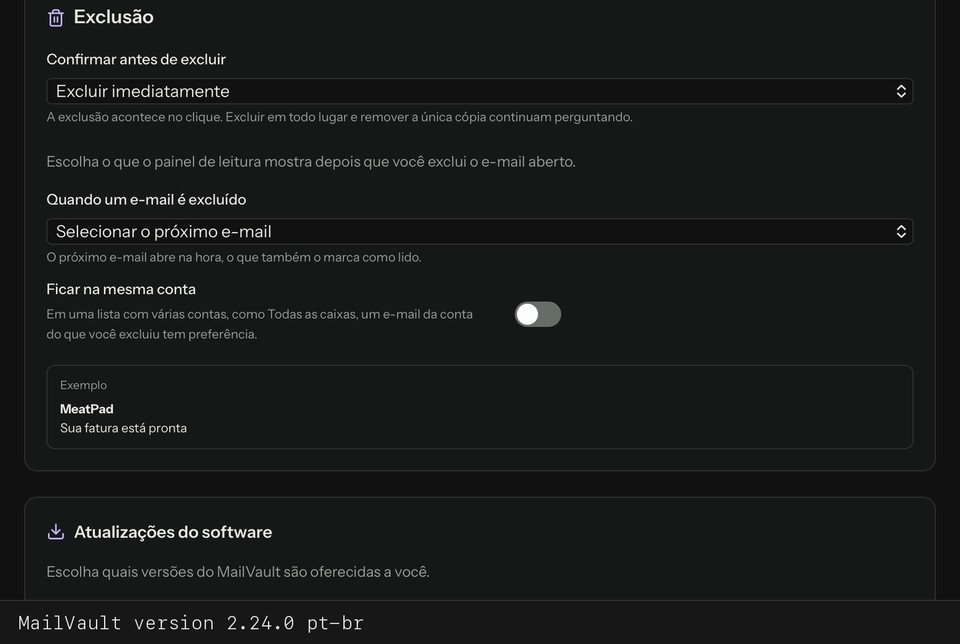 Exclusão
Confirmar antes de excluir
Excluir imediatamente
A exclusão acontece no clique. Excluir em todo lugar e remover a única cópia continuam perguntando.
Escolha o que o painel de leitura mostra depois que você exclui o e-mail aberto.
Quando um e-mail é excluído
Selecionar o próximo e-mail
O próximo e-mail abre na hora, o que também o marca como lido.
Ficar na mesma conta
Em uma lista com várias contas, como Todas as caixas, um e-mail da conta
do que você excluiu tem preferência.
Exemplo
MeatPad
Sua fatura está pronta
Atualizações do software
Escolha quais versões do MailVault são oferecidas a você.
MailVault version 2.24.0 pt-br